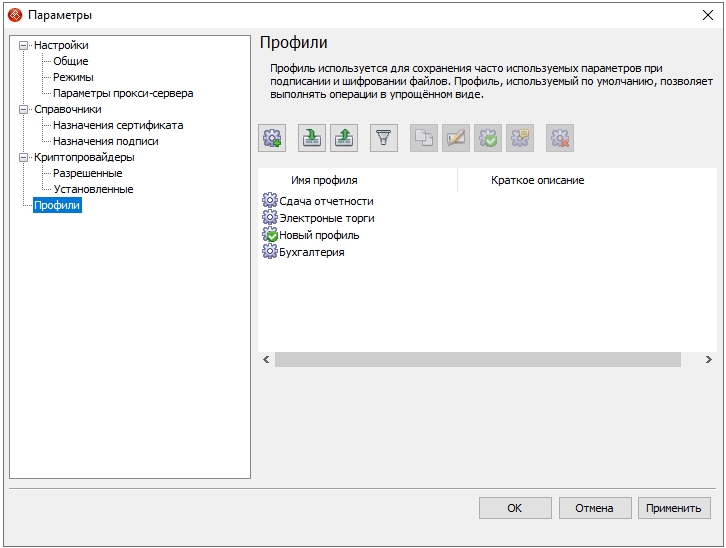 Параметры
Настройки
Общие
Режимы
Параметры прокси-сервера
Справочники
Назначения сертификата
Назначения подписи
Криптопровайдеры
Разрешенные
Установленные
Профили
Профили
Профиль используется для сохранения часто используемых параметров при
подписании и шифровании файлов. Профиль, используемый по умолчанию, позволяет
выполнять операции в упрощённом виде.
Имя профиля Краткое описание
Сдача отчетности
Электроные торги
Новый профиль
Бухгалтерия
OK Отмена Применить